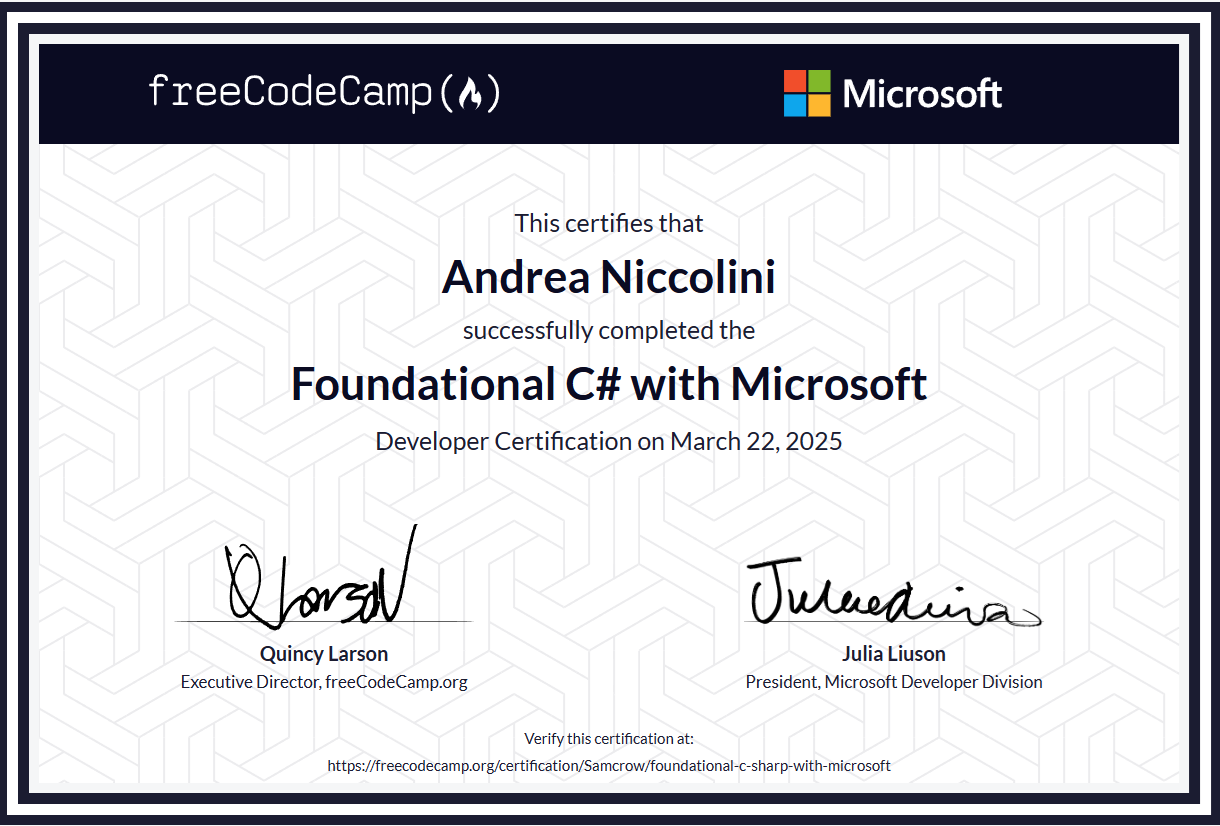 freeCodeCamp
Microsoft
This certifies that
Andrea Niccolini
successfully completed the
Foundational C# with Microsoft
Developer Certification on March 22, 2025
Quincy Larson
Executive Director, freeCodeCamp.org
Julia Liuson
President, Microsoft Developer Division
Verify this certification at:
https://freecodecamp.org/certification/Samcrow/foundational-c-sharp-with-microsoft